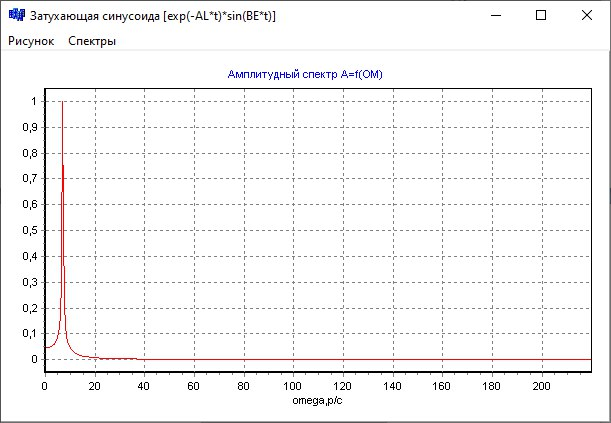 Затухающая синусоида [exp(-AL*t)*sin(BE*t)]
Рисунок Спектры
Амплитудный спектр A=f(OM)
1
0,9
0,8
0,7
0,6
0,5
0,4
0,3
0,2
0,1
0
0 20 40 60 80 100 120 140 160 180 200
omega,p/c